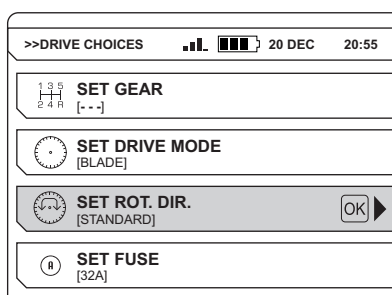 >>DRIVE CHOICES 20 DEC 20:55
1 3 5
2 4 R
SET GEAR
[- - -]
SET DRIVE MODE
[BLADE]
SET ROT. DIR.
[STANDARD]
OK
A
SET FUSE
[32A]